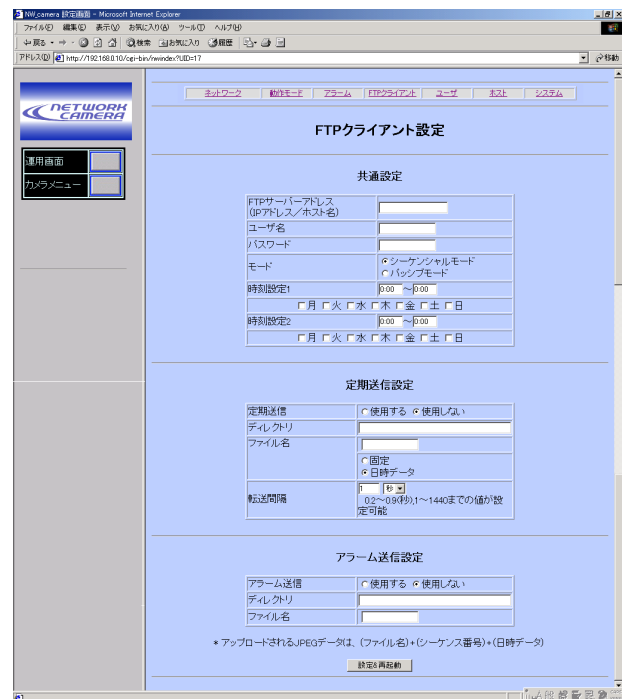 NW_camera 設定画面 - Microsoft Internet Explorer
ファイル(F) 編集(E) 表示(V) お気に入り(A) ツール(T) ヘルプ(H)
戻る 検索 お気に入り 履歴
アドレス(D) http://192.168.0.10/cgi-bin/nwindex?UID=17 移動
NETWORK
CAMERA
運用画面
カメラメニュー
ネットワーク 動作モード アラーム FTPクライアント ユーザ ホスト システム
FTPクライアント設定
共通設定
FTPサーバーアドレス
(IPアドレス/ホスト名)
ユーザ名
パスワード
モード
シーケンシャルモード
パッシブモード
時刻設定1 0:00 ~ 0:00
月 火 水 木 金 土 日
時刻設定2 0:00 ~ 0:00
月 火 水 木 金 土 日
定期送信設定
定期送信 使用する 使用しない
ディレクトリ
ファイル名
固定
日時データ
転送間隔
1 秒
0.2~0.9(秒),1~1440までの値が設
定可能
アラーム送信設定
アラーム送信 使用する 使用しない
ディレクトリ
ファイル名
* アップロードされるJPEGデータは、(ファイル名)+(シーケンス番号)+(日時データ)
設定&再起動